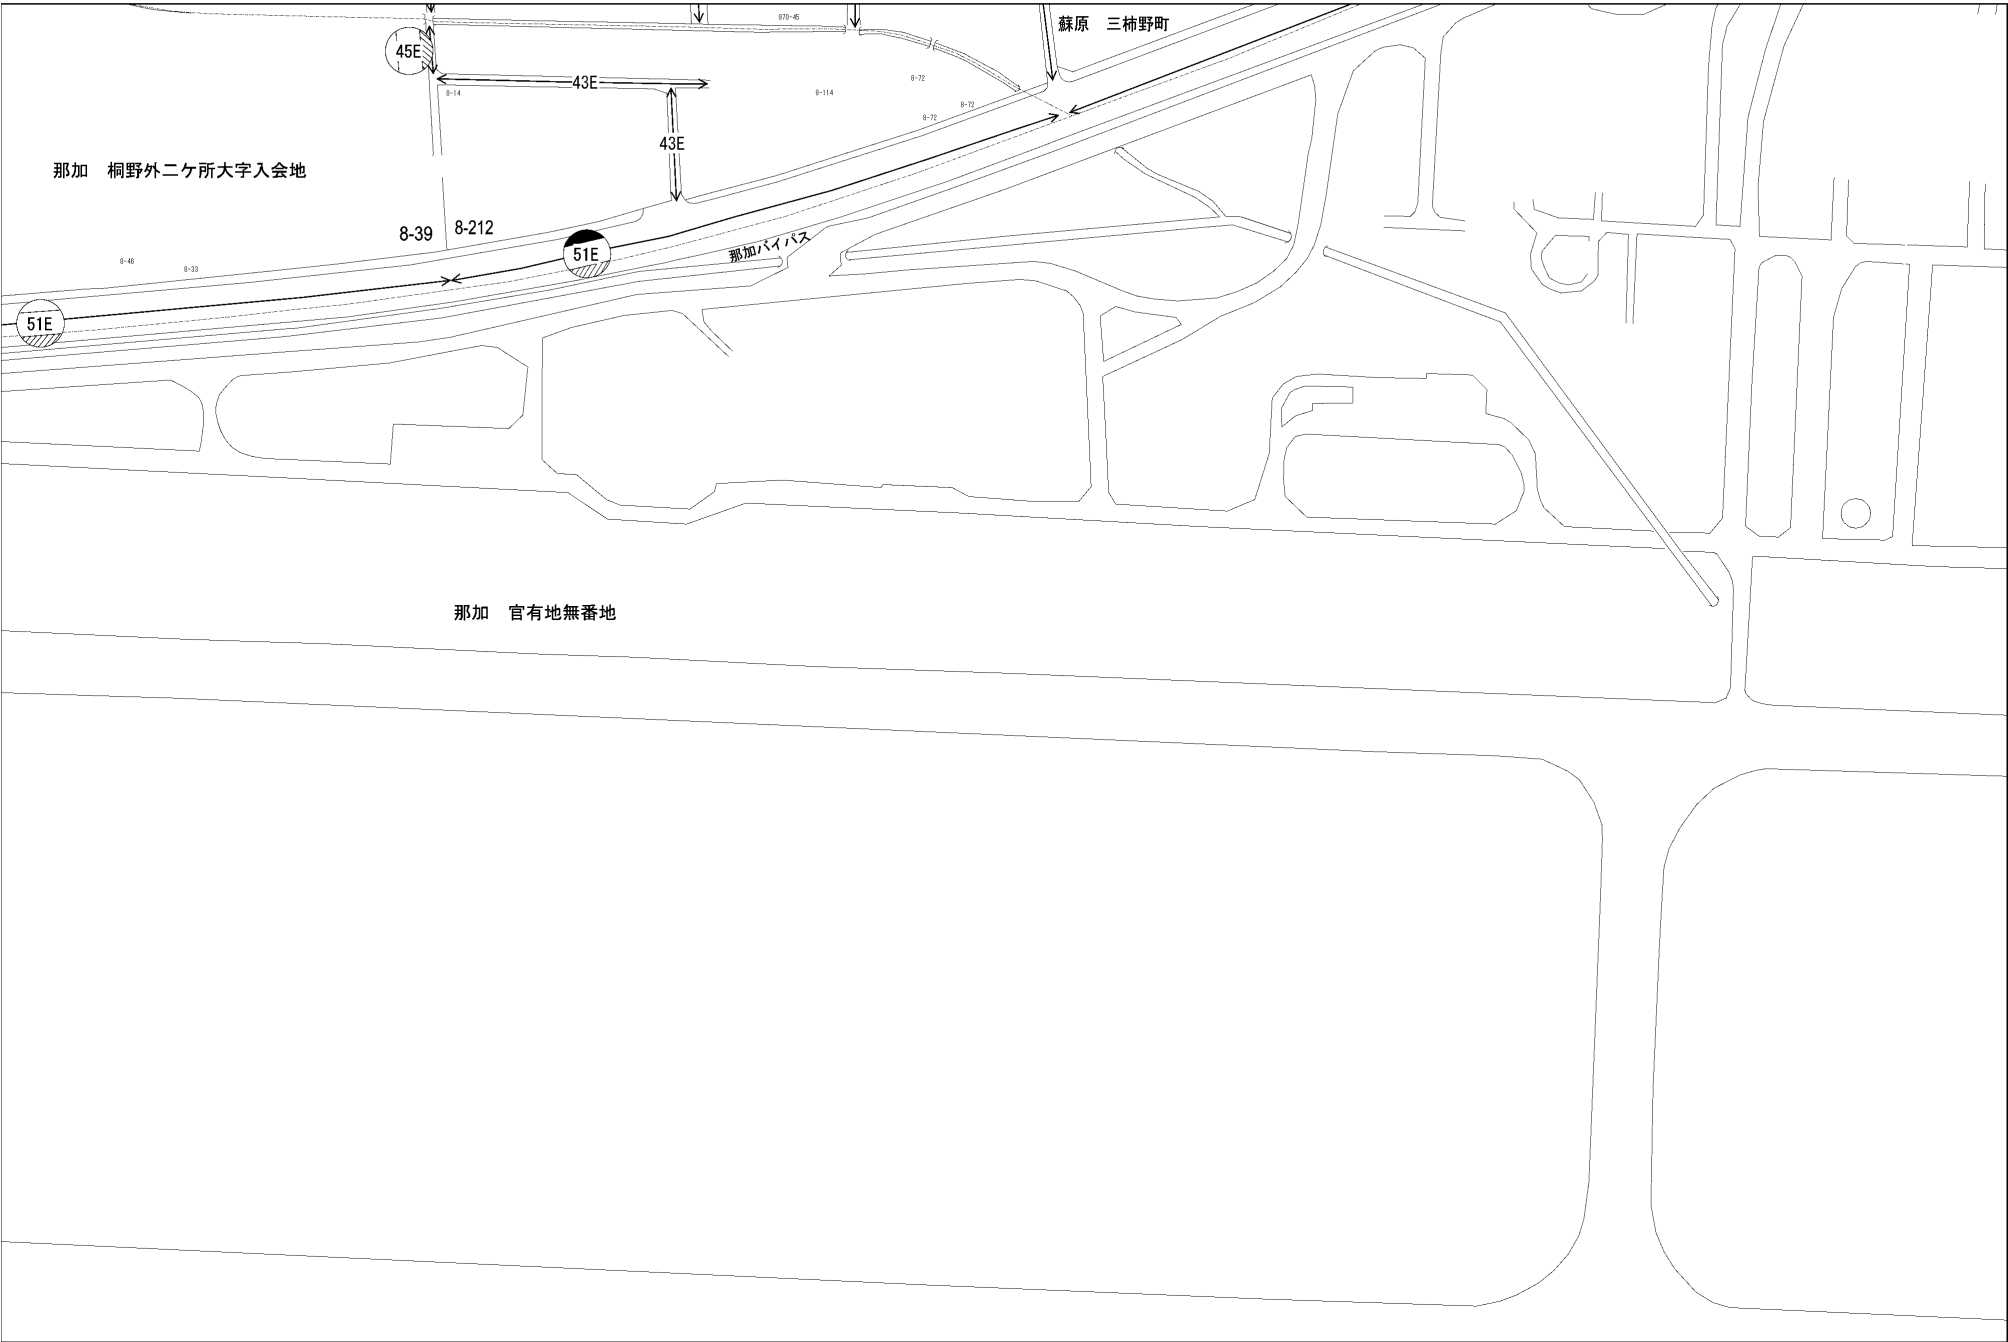 970-45
蘇原　三柿野町
45E
43E
8-14
8-72
8-114
8-72
8-72
43E
那加　桐野外二ケ所大字入会地
8-39
8-212
那加バイパス
51E
8-46
8-33
51E
那加　官有地無番地